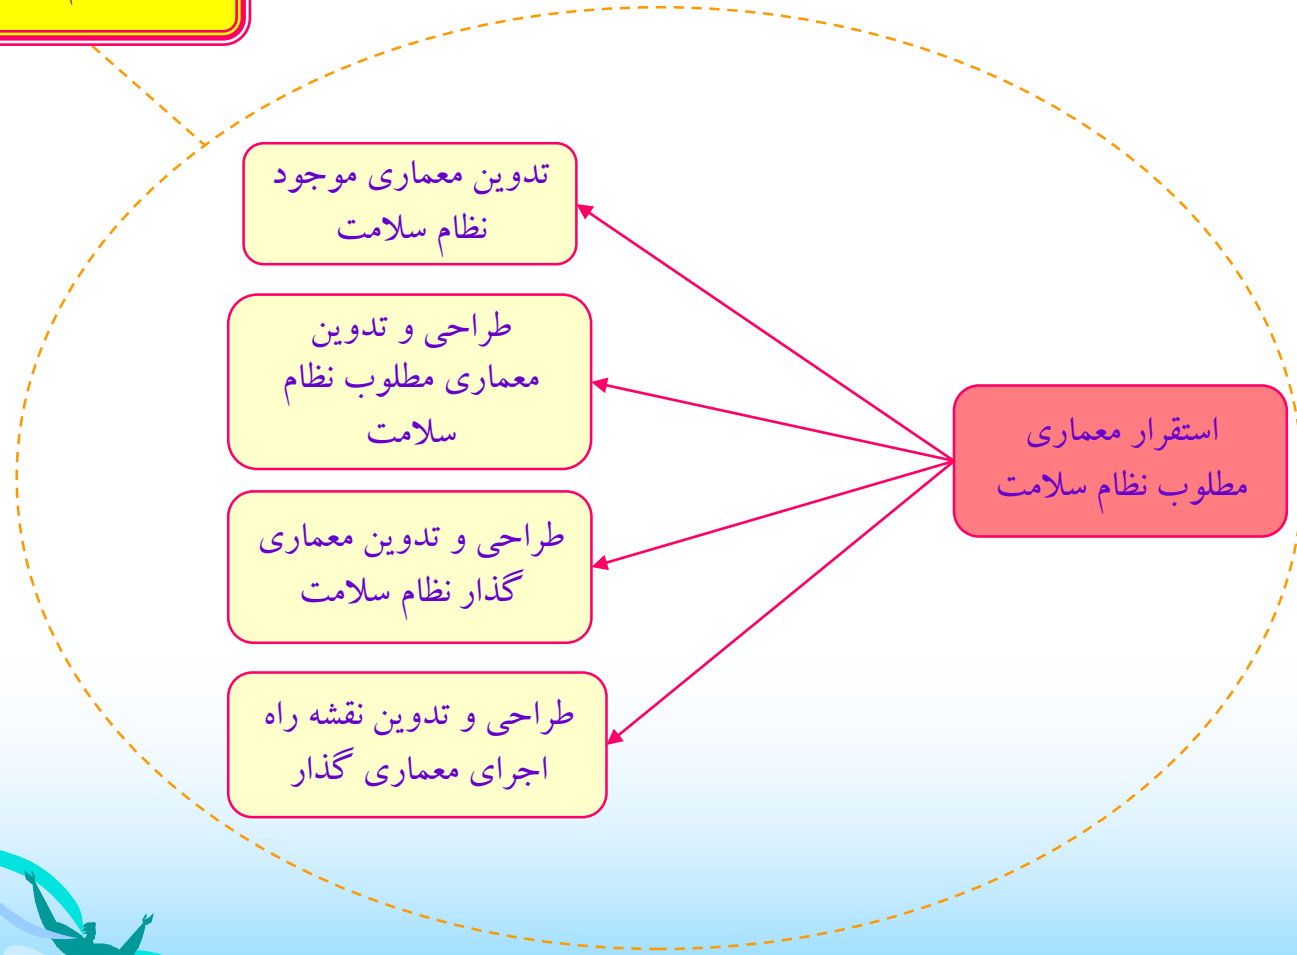 تدوین معماری موجود
نظام سلامت
طراحی و تدوین
معماری مطلوب نظام
سلامت
استقرار معماری
مطلوب نظام سلامت
طراحی و تدوین معماری
گذار نظام سلامت
طراحی و تدوین نقشه راه
اجرای معماری گذار